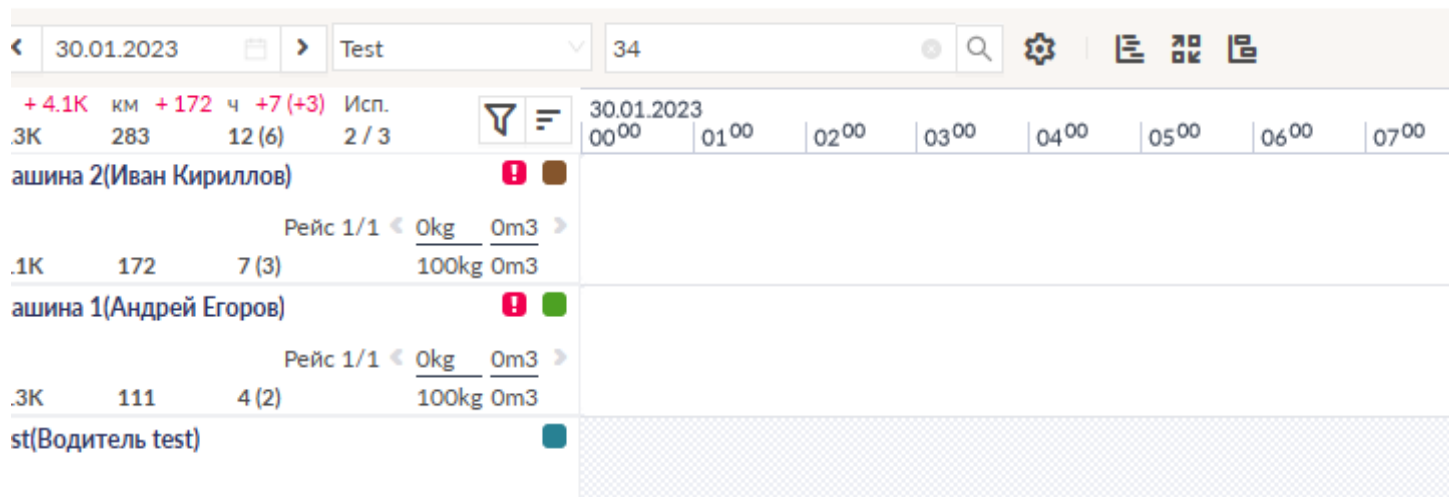 30.01.2023 Test 34
+ 4.1K км + 172 ч +7 (+3) Исп.
.3K 283 12 (6) 2 / 3
30.01.2023
00⁰⁰ 01⁰⁰ 02⁰⁰ 03⁰⁰ 04⁰⁰ 05⁰⁰ 06⁰⁰ 07⁰⁰
ашина 2(Иван Кириллов)
Рейс 1/1 0kg 0m3
.1K 172 7 (3) 100kg 0m3
ашина 1(Андрей Егоров)
Рейс 1/1 0kg 0m3
.3K 111 4 (2) 100kg 0m3
st(Водитель test)